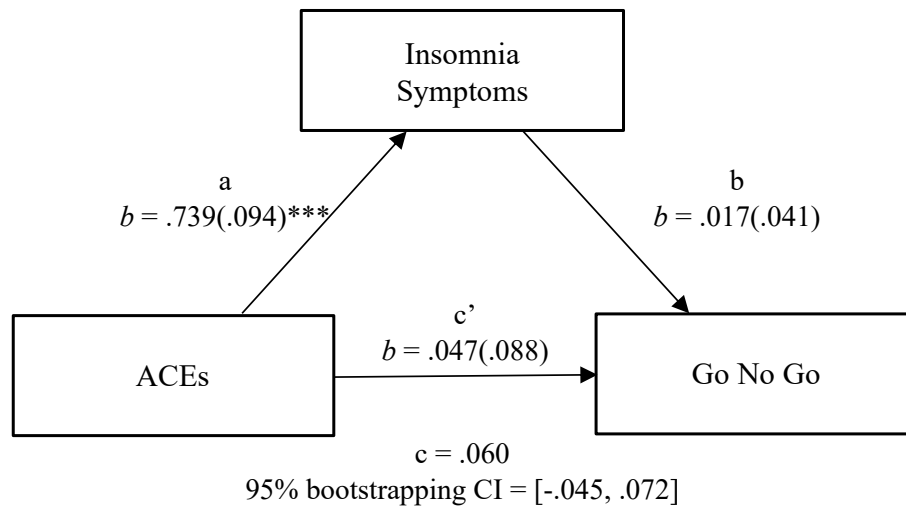 Insomnia
Symptoms
a
b = .739(.094)***
b
b = .017(.041)
c’
b = .047(.088)
ACEs
Go No Go
c = .060
95% bootstrapping CI = [-.045, .072]